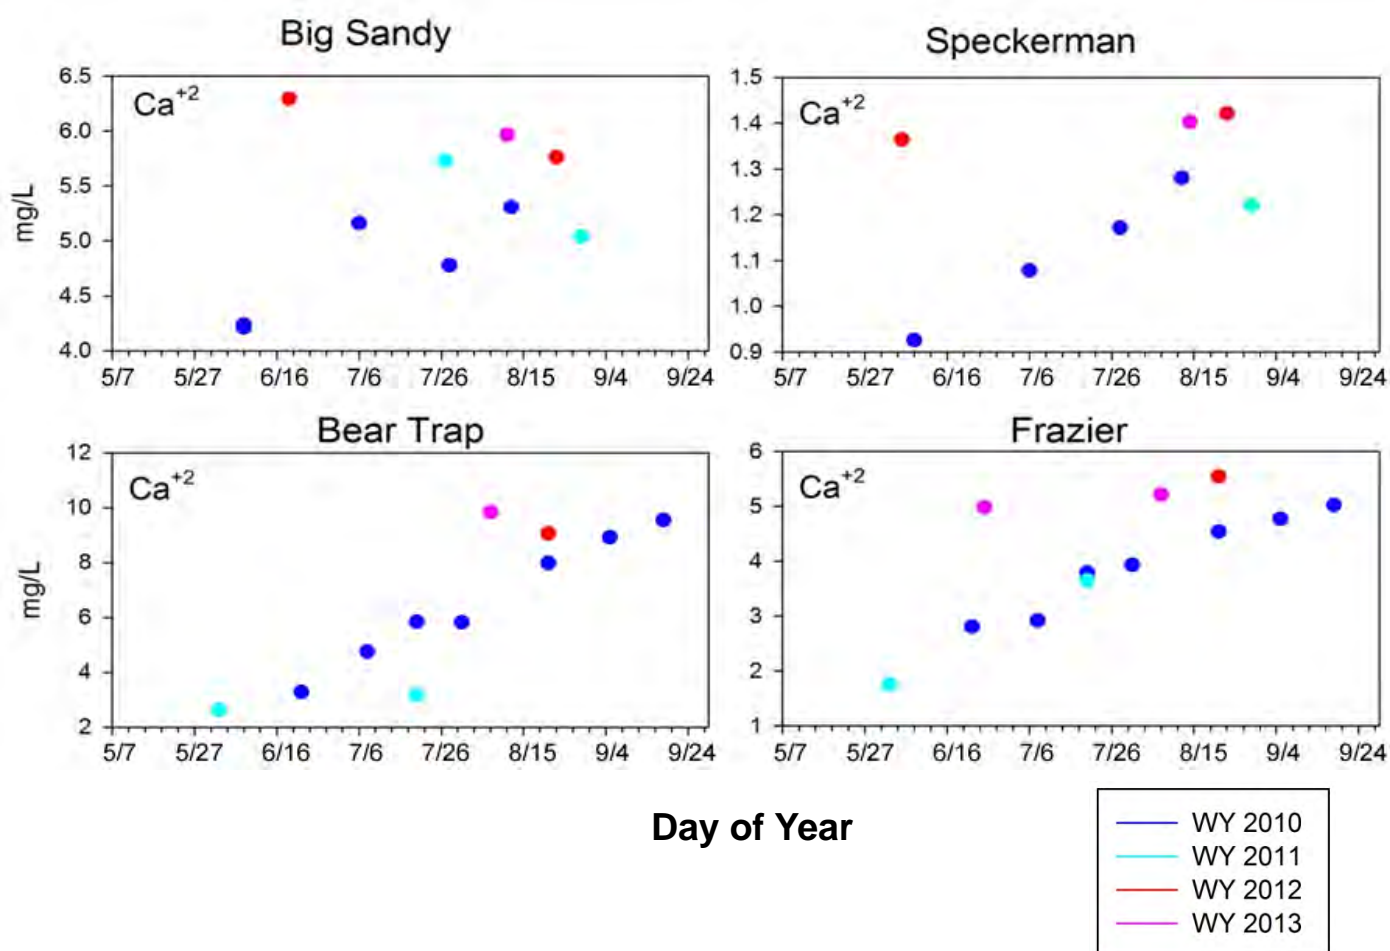 Big Sandy
Speckerman
Ca+2
6.5
6.0
5.5
5.0
4.5
4.0
mg/L
5/7 5/27 6/16 7/6 7/26 8/15 9/4 9/24
Ca+2
1.5
1.4
1.3
1.2
1.1
1.0
0.9
5/7 5/27 6/16 7/6 7/26 8/15 9/4 9/24
Bear Trap
Frazier
Ca+2
12
10
8
6
4
2
mg/L
5/7 5/27 6/16 7/6 7/26 8/15 9/4 9/24
Ca+2
6
5
4
3
2
1
5/7 5/27 6/16 7/6 7/26 8/15 9/4 9/24
Day of Year
WY 2010
WY 2011
WY 2012
WY 2013